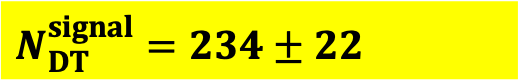 N_DT^signal = 234 ± 22